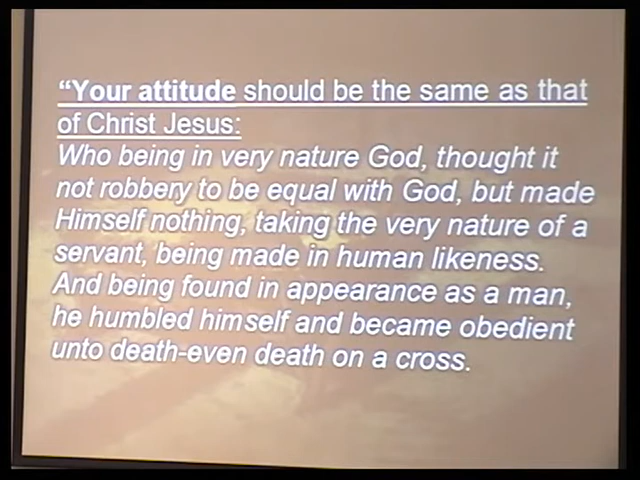 “Your attitude should be the same as that
of Christ Jesus:
Who being in very nature God, thought it
not robbery to be equal with God, but made
Himself nothing, taking the very nature of a
servant, being made in human likeness.
And being found in appearance as a man,
he humbled himself and became obedient
unto death-even death on a cross.